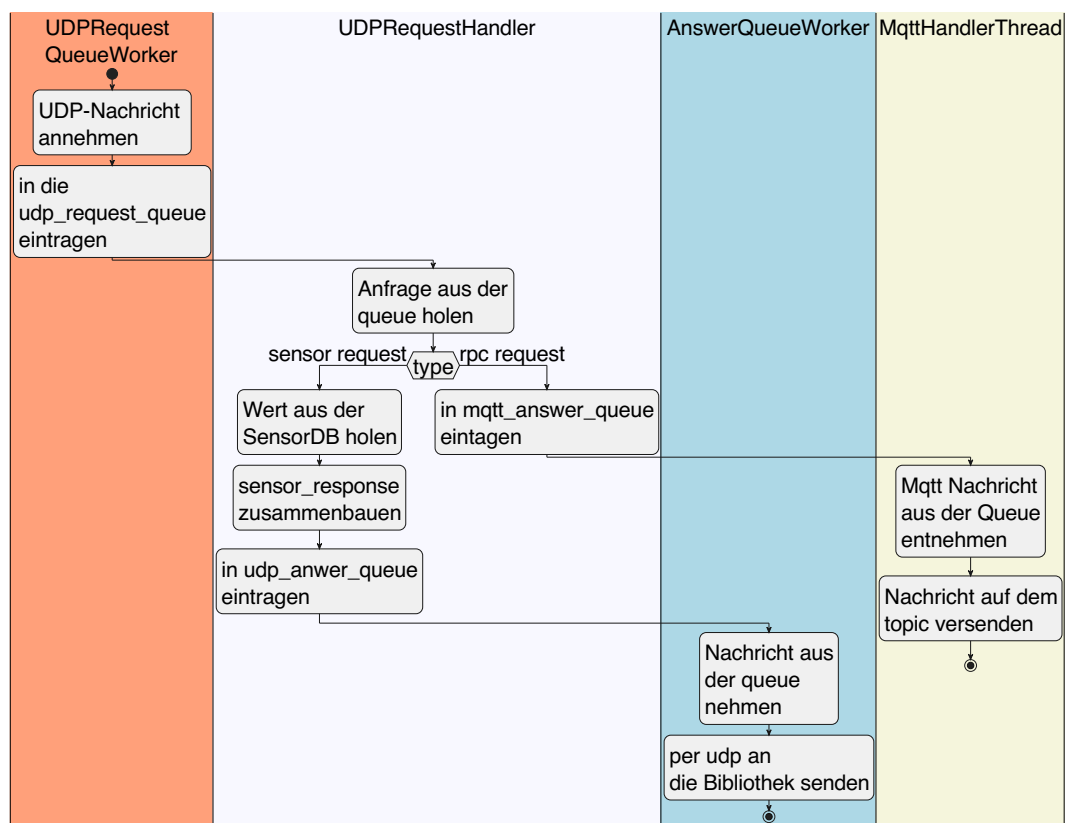 UDPRequest
QueueWorker
UDPRequestHandler
AnswerQueueWorker
MqttHandlerThread
UDP-Nachricht
annehmen
in die
udp_request_queue
eintragen
Anfrage aus der
queue holen
sensor request
type
rpc request
Wert aus der
SensorDB holen
in mqtt_answer_queue
eintagen
sensor_response
zusammenbauen
Mqtt Nachricht
aus der Queue
entnehmen
in udp_anwer_queue
eintragen
Nachricht auf dem
topic versenden
Nachricht aus
der queue
nehmen
per udp an
die Bibliothek senden